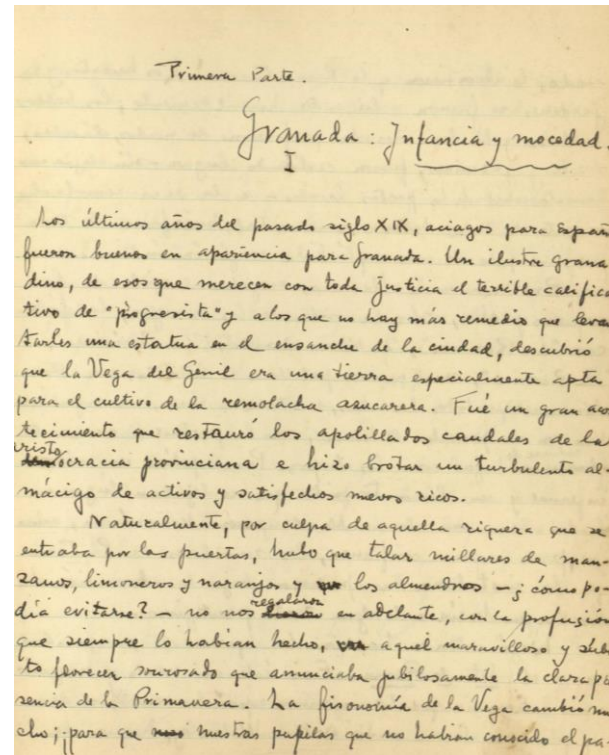 Primera Parte.
Granada: Infancia y mocedad.
I
Los últimos años del pasado siglo XIX, aciagos para Españ
fueron buenos en apariencia para Granada. Un ilustre grana
dino, de esos que merecen con toda justicia el terrible califica
tivo de "progresista" y a los que no hay más remedio que levan
tarles una estatua en el ensanche de la ciudad, descubrió
que la Vega del Genil era una tierra especialmente apta
para el cultivo de la remolacha azucarera. Fué un gran aco
tecimiento que restauró los apolillados caudales de la
aristocracia provinciana e hizo brotar un turbulento al-
mácigo de activos y satisfechos nuevos ricos.
Naturalmente, por culpa de aquella riqueza que se
entraba por las puertas, hubo que talar millares de man-
zanos, limoneros y naranjos y los almendros - ¿cómo po-
día evitarse? - no nos regalaron en adelante, con la profusión
que siempre lo habían hecho, aquel maravilloso y súbi
to florecer que anunciaba jubilosamente la clara pre
sencia de la Primavera. La fisonomía de la Vega cambió mu
cho; para que nuestras pupilas que no habían conocido el pa